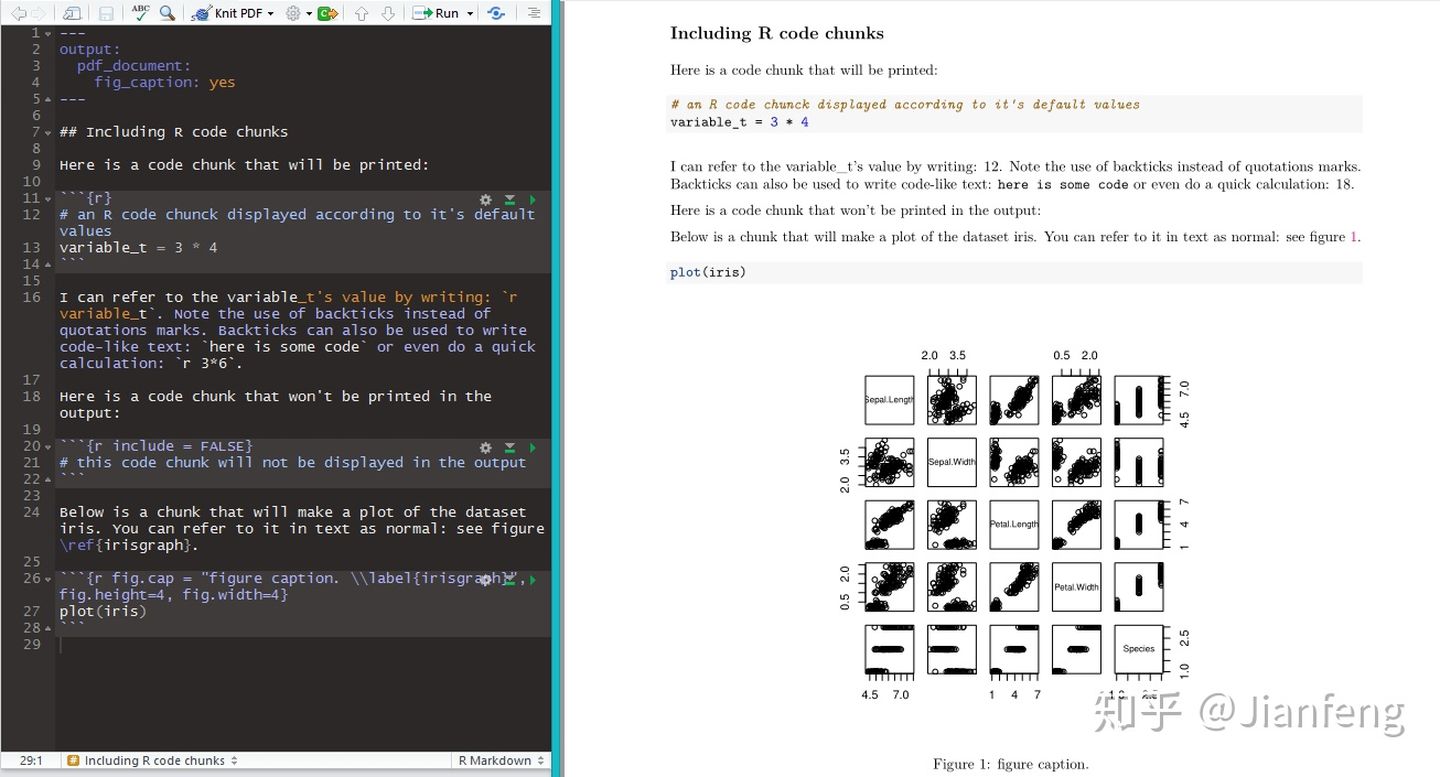 ABC
Knit PDF
Run
1 ---
2 output:
3 pdf_document:
4 fig_caption: yes
5 ---
6
7 ## Including R code chunks
8
9 Here is a code chunk that will be printed:
10
11 ```{r}
12 # an R code chunck displayed according to it's default
values
13 variable_t = 3 * 4
14 ```
15
16 I can refer to the variable_t's value by writing: `r
variable_t`. Note the use of backticks instead of
quotations marks. Backticks can also be used to write
code-like text: `here is some code` or even do a quick
calculation: `r 3*6`.
17
18 Here is a code chunk that won't be printed in the
output:
19
20 ```{r include = FALSE}
21 # this code chunk will not be displayed in the output
22 ```
23
24 Below is a chunk that will make a plot of the dataset
iris. You can refer to it in text as normal: see figure
\ref{irisgraph}.
25
26 ```{r fig.cap = "figure caption. \\label{irisgraph}",
fig.height=4, fig.width=4}
27 plot(iris)
28 ```
29
29:1 # Including R code chunks R Markdown
Including R code chunks
Here is a code chunk that will be printed:
# an R code chunck displayed according to it's default values
variable_t = 3 * 4
I can refer to the variable_t's value by writing: 12. Note the use of backticks instead of quotations marks.
Backticks can also be used to write code-like text: here is some code or even do a quick calculation: 18.
Here is a code chunk that won't be printed in the output:
Below is a chunk that will make a plot of the dataset iris. You can refer to it in text as normal: see figure 1.
plot(iris)
2.0 3.5 0.5 2.0
Sepal.Length 4.5 7.0
2.0 3.5 Sepal.Width
Petal.Length 1 4 7
0.5 2.0 Petal.Width
Species 1.0 2.5
4.5 7.0 1 4 7
知乎 @Jianfeng
Figure 1: figure caption.